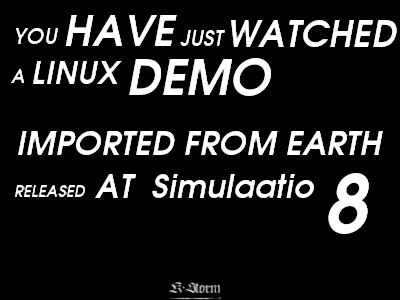 YOU HAVE JUST WATCHED
A LINUX DEMO
IMPORTED FROM EARTH
RELEASED AT Simulaatio 8
K-Storm